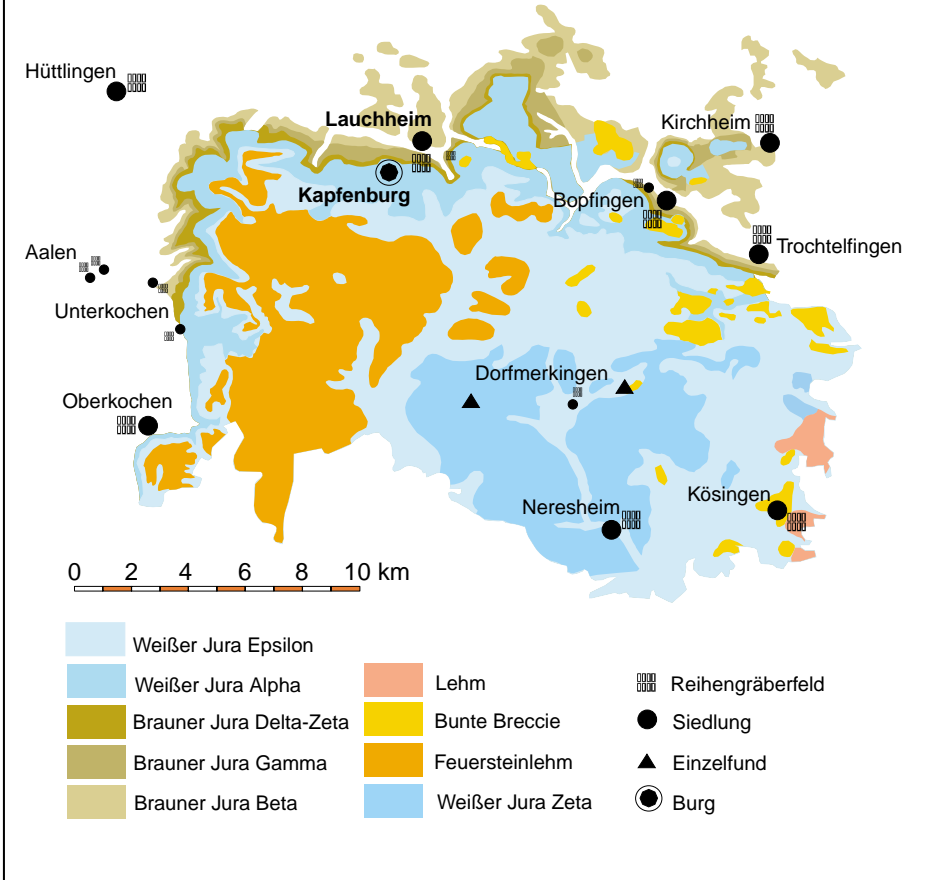 Hüttlingen
Lauchheim
Kirchheim
Kapfenburg
Bopfingen
Aalen
Trochtelfingen
Unterkochen
Dorfmerkingen
Oberkochen
Kösingen
Neresheim
0 2 4 6 8 10 km
Weißer Jura Epsilon
Weißer Jura Alpha
Brauner Jura Delta-Zeta
Brauner Jura Gamma
Brauner Jura Beta
Lehm
Bunte Breccie
Feuersteinlehm
Weißer Jura Zeta
Reihengräberfeld
Siedlung
Einzelfund
Burg